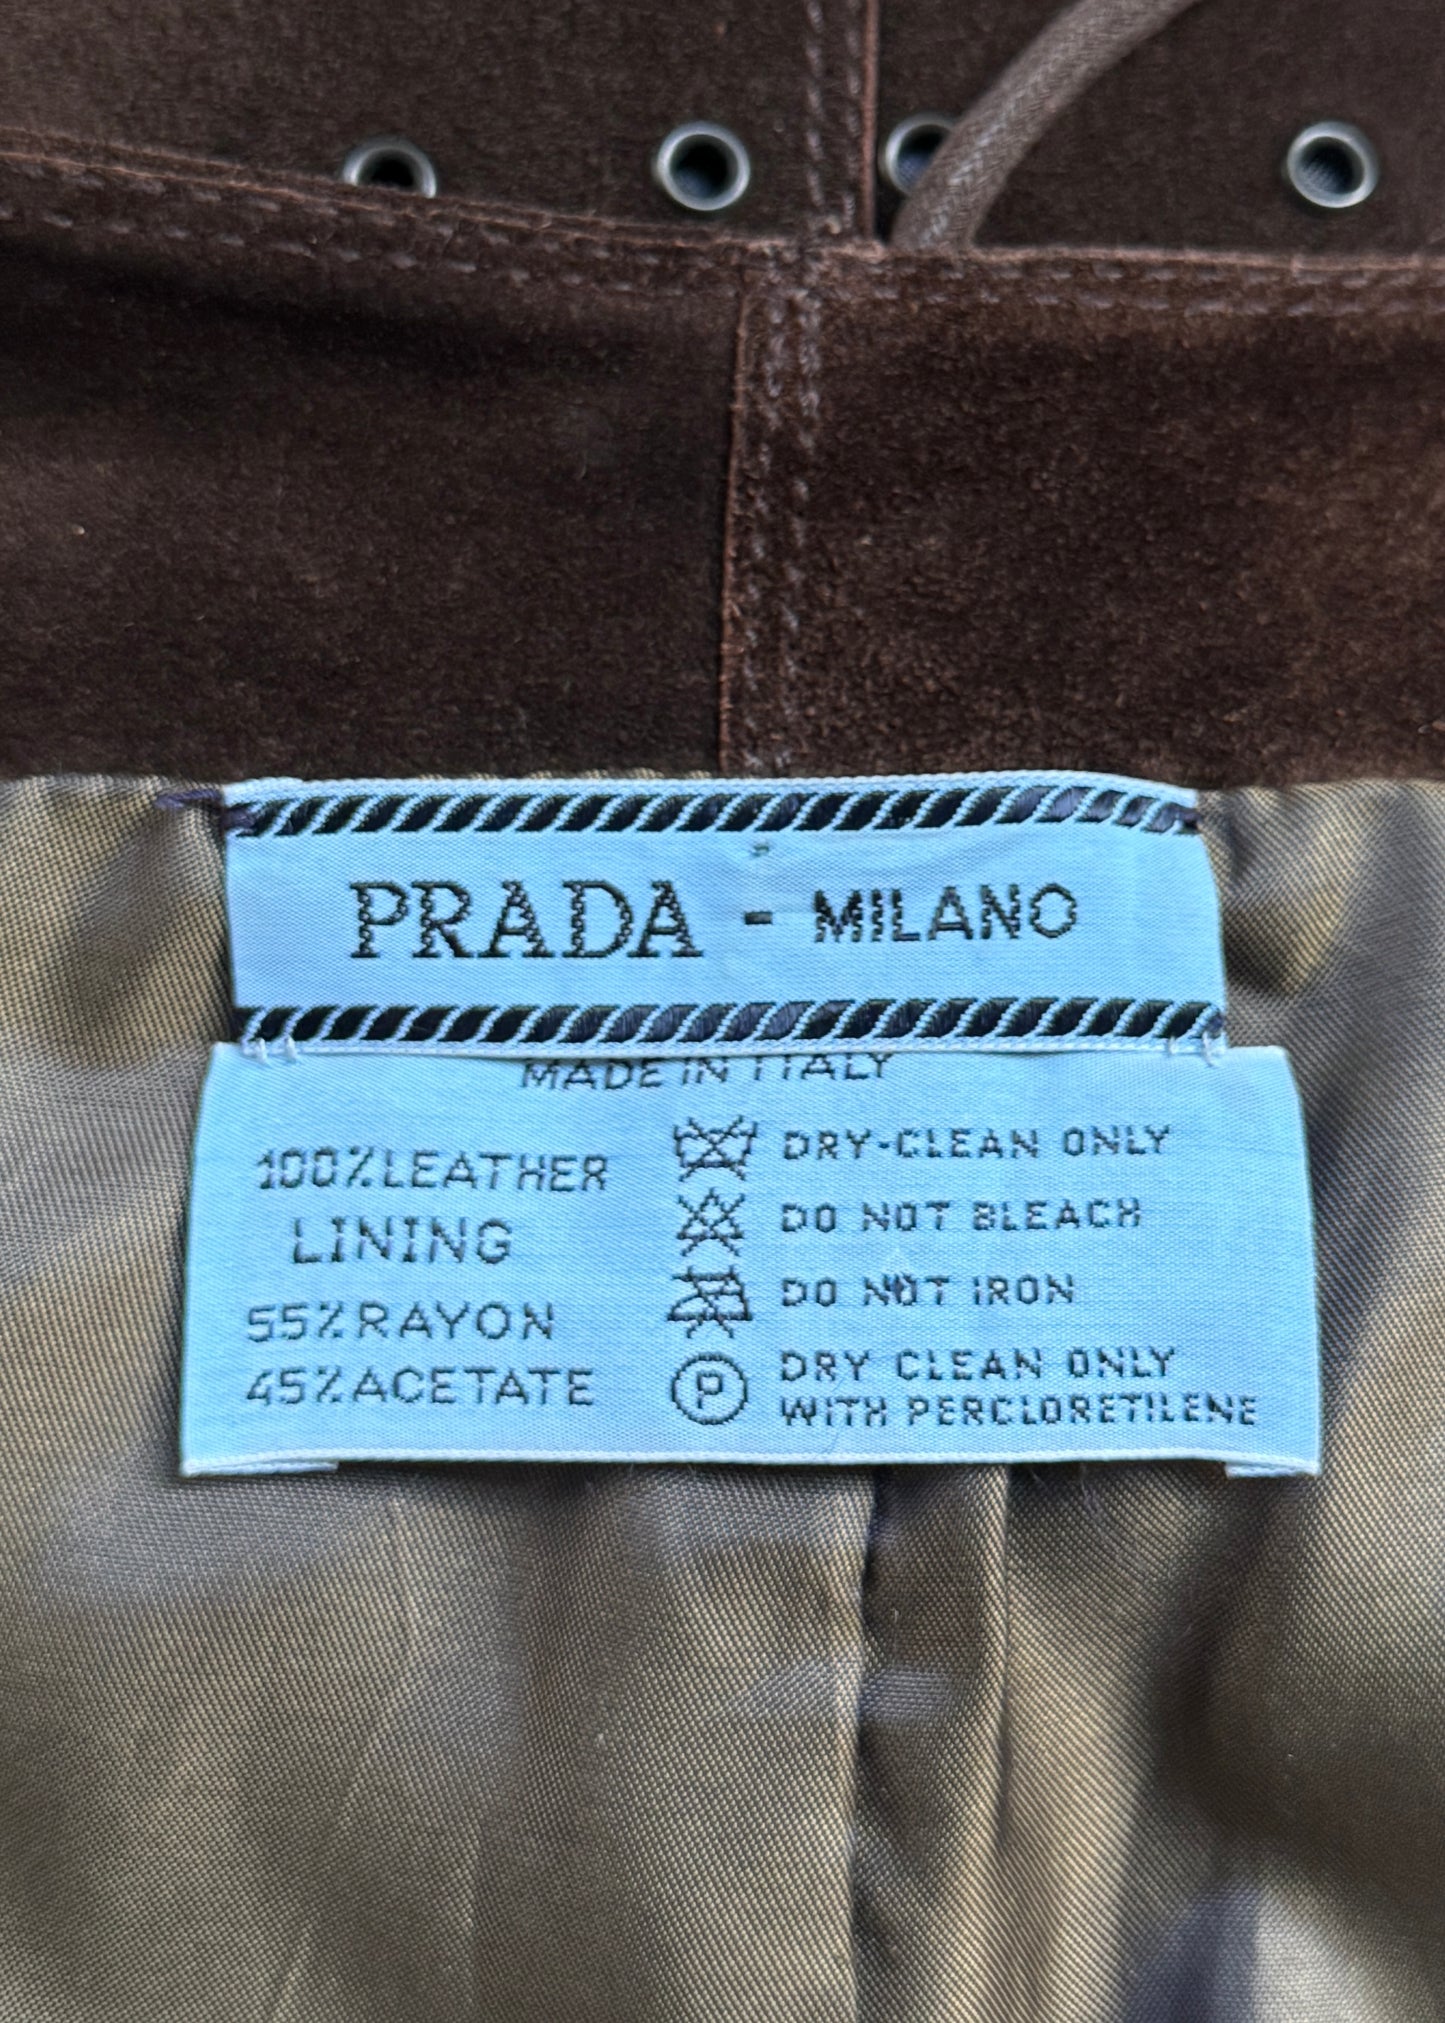 PRADA - MILANO
MADE IN ITALY
100%LEATHER
LINING
55%RAYON
45%ACETATE
DRY-CLEAN ONLY
DO NOT BLEACH
DO NOT IRON
P
DRY CLEAN ONLY
WITH PERCLORETILENE